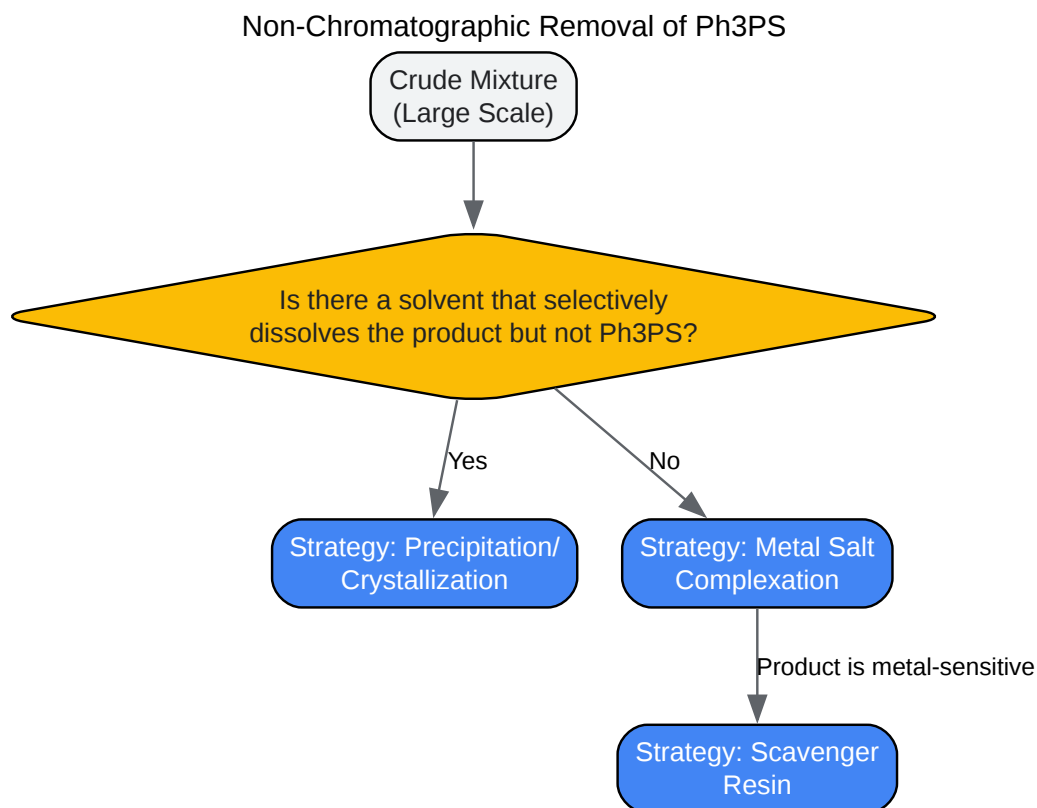 Non-Chromatographic Removal of Ph3PS
Crude Mixture
(Large Scale)
Is there a solvent that selectively
dissolves the product but not Ph3PS?
Yes
No
Strategy: Precipitation/
Crystallization
Strategy: Metal Salt
Complexation
Product is metal-sensitive
Strategy: Scavenger
Resin